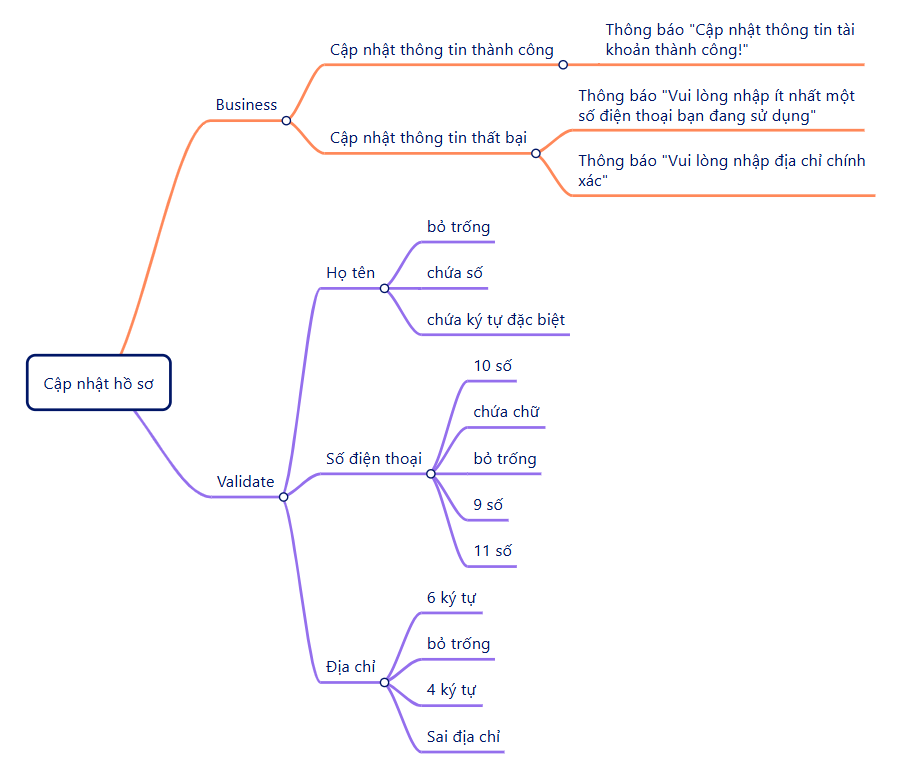 Thông báo "Cập nhật thông tin tài
khoản thành công!"
Cập nhật thông tin thành công
Thông báo "Vui lòng nhập ít nhất một
số điện thoại bạn đang sử dụng"
Business
Cập nhật thông tin thất bại
Thông báo "Vui lòng nhập địa chỉ chính
xác"
bỏ trống
Họ tên
chứa số
chứa ký tự đặc biệt
Cập nhật hồ sơ
10 số
chứa chữ
Số điện thoại
bỏ trống
Validate
9 số
11 số
6 ký tự
bỏ trống
Địa chỉ
4 ký tự
Sai địa chỉ